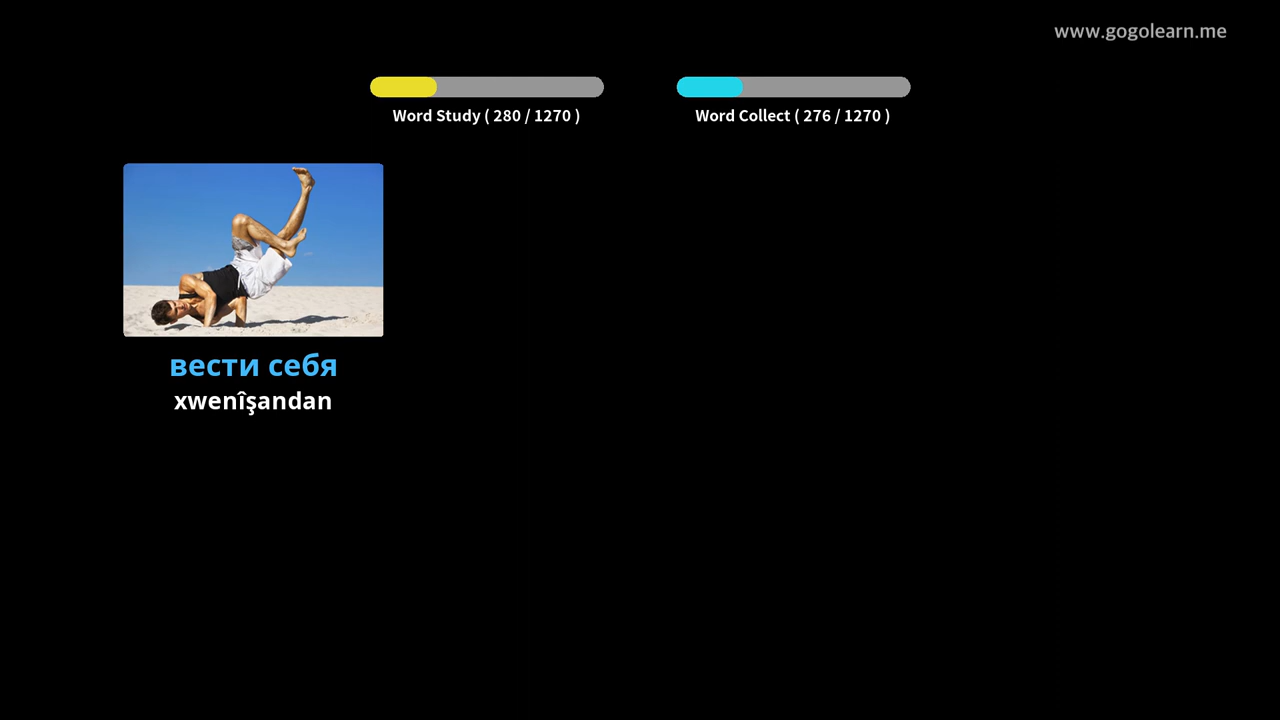 www.gogolearn.me
Word Study ( 280 / 1270 )
Word Collect ( 276 / 1270 )
вести себя
xwenîşandan